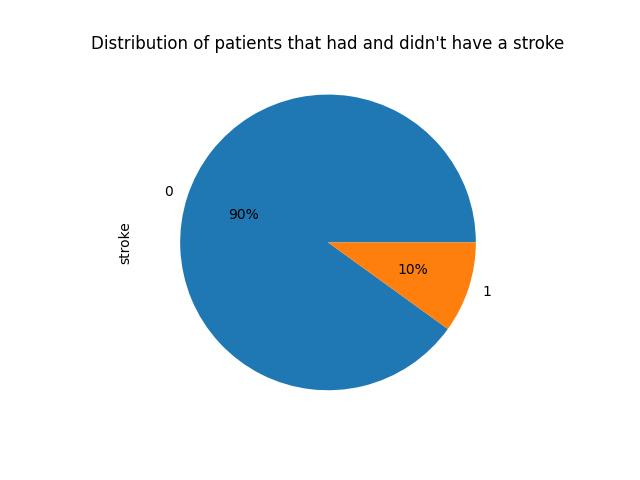 Distribution of patients that had and didn't have a stroke
0
90%
stroke
10%
1